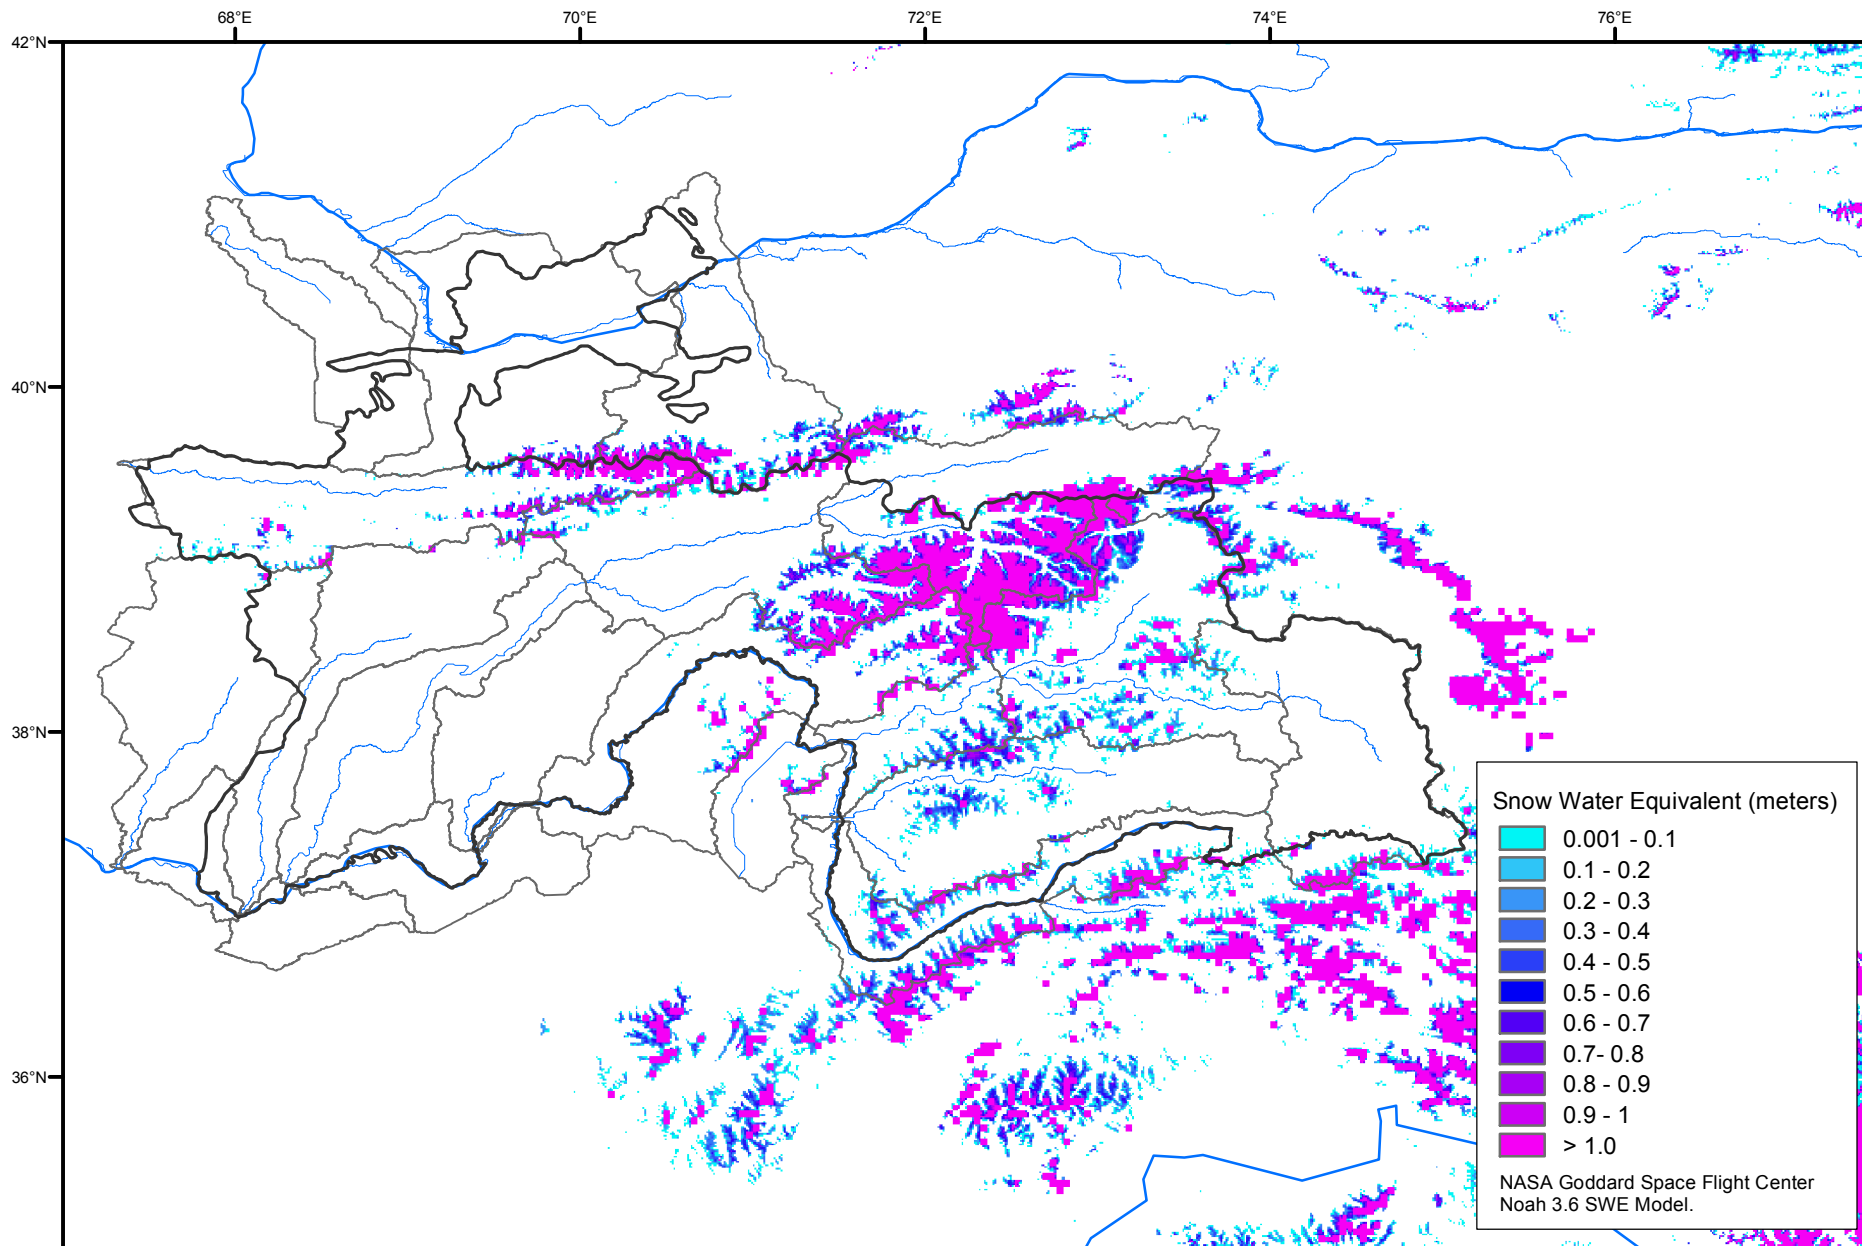 68°E
70°E
72°E
74°E
76°E
42°N
40°N
38°N
36°N
Snow Water Equivalent (meters)
0.001 - 0.1
0.1 - 0.2
0.2 - 0.3
0.3 - 0.4
0.4 - 0.5
0.5 - 0.6
0.6 - 0.7
0.7- 0.8
0.8 - 0.9
0.9 - 1
> 1.0
NASA Goddard Space Flight Center
Noah 3.6 SWE Model.